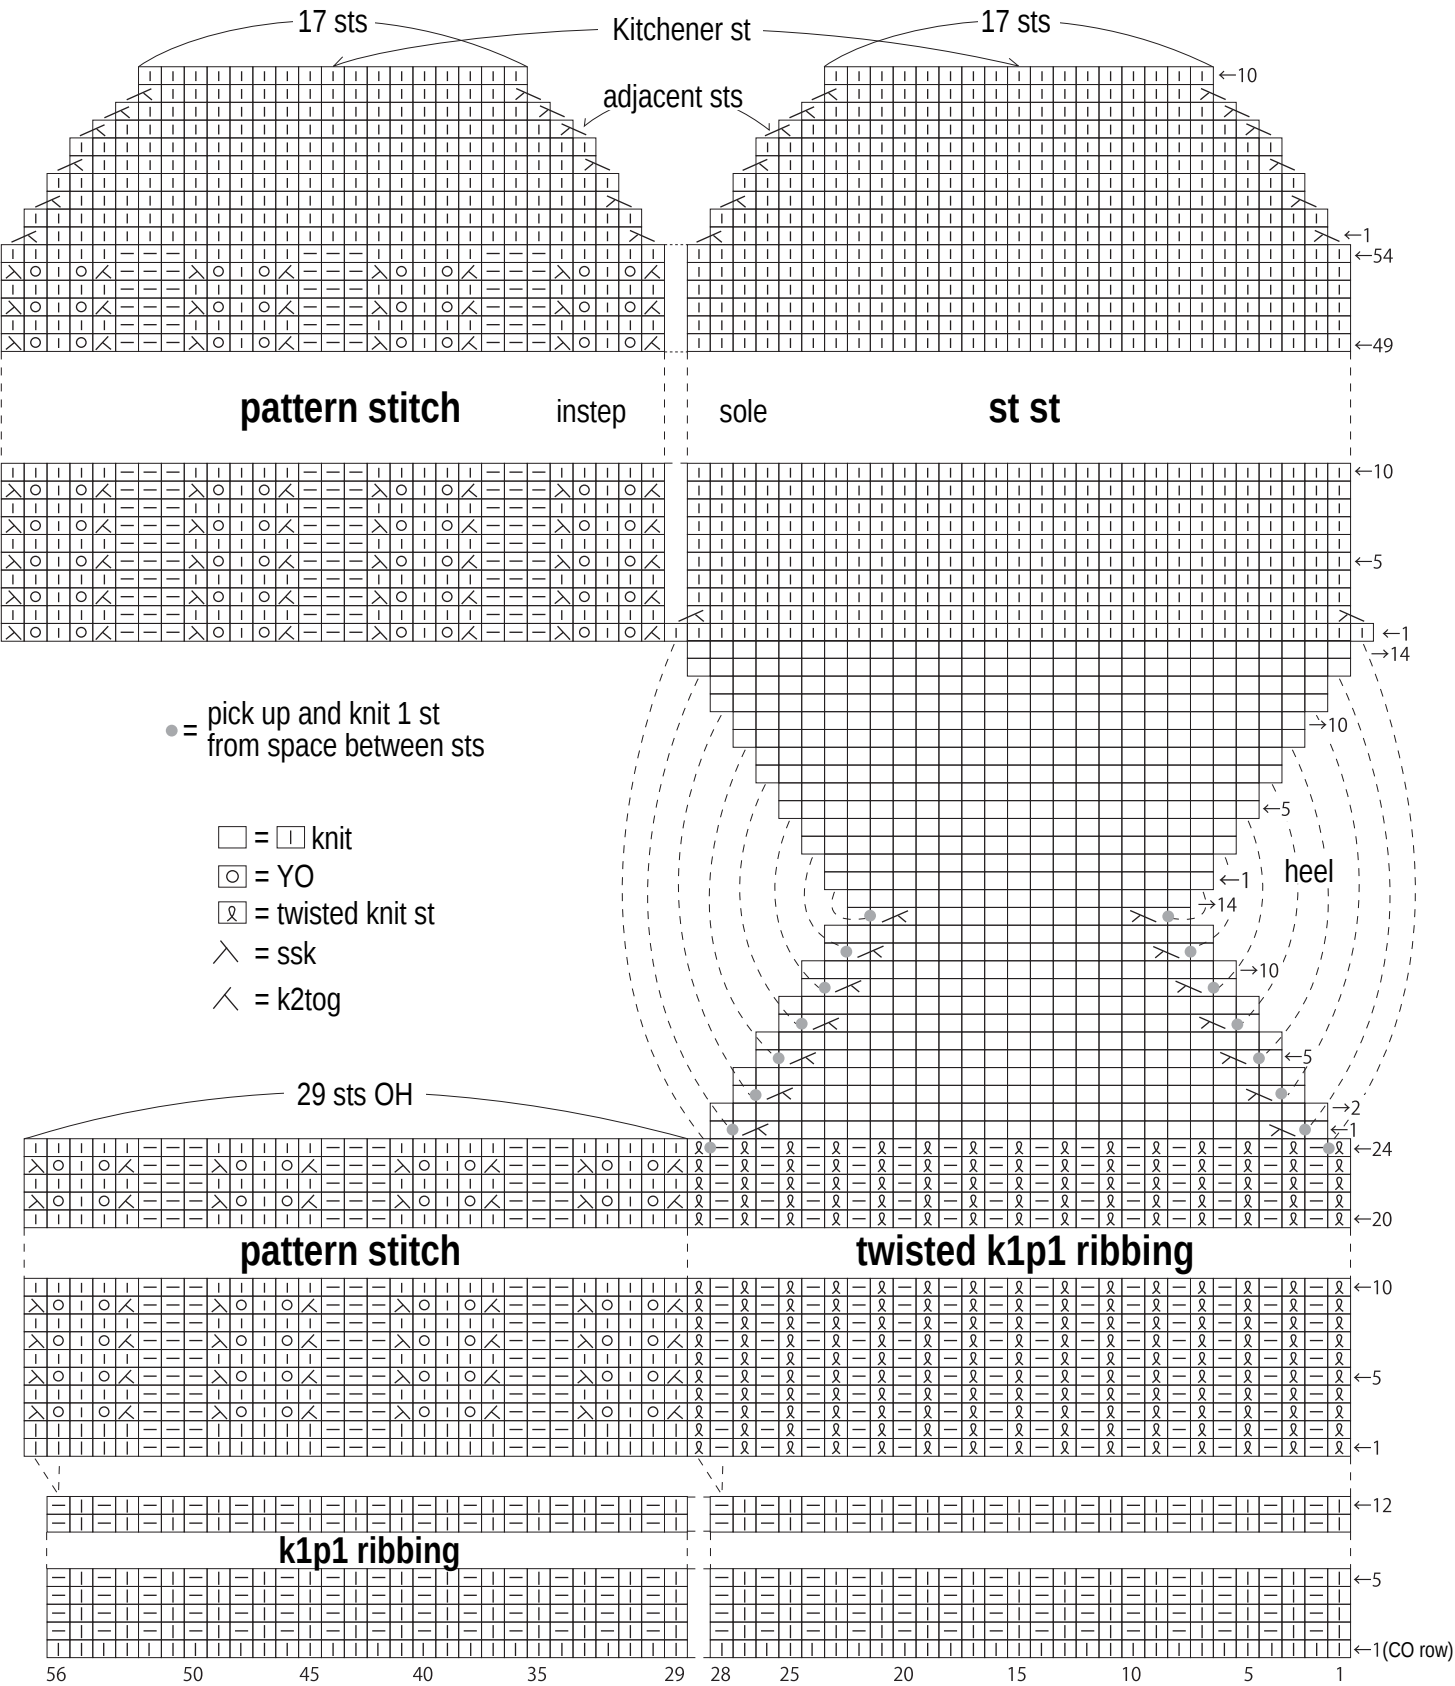 17 sts
Kitchener st
17 sts
←10
adjacent sts
←1
←54
←49
pattern stitch
instep
sole
st st
←10
←5
←1
→14
● = pick up and knit 1 st
from space between sts
→10
←5
= knit
←1
heel
= YO
→14
= twisted knit st
= ssk
→10
= k2tog
←5
29 sts OH
→2
←1
←24
←20
pattern stitch
twisted k1p1 ribbing
←10
←5
←1
←12
k1p1 ribbing
←5
←1(CO row)
56 50 45 40 35 29 28 25 20 15 10 5 1